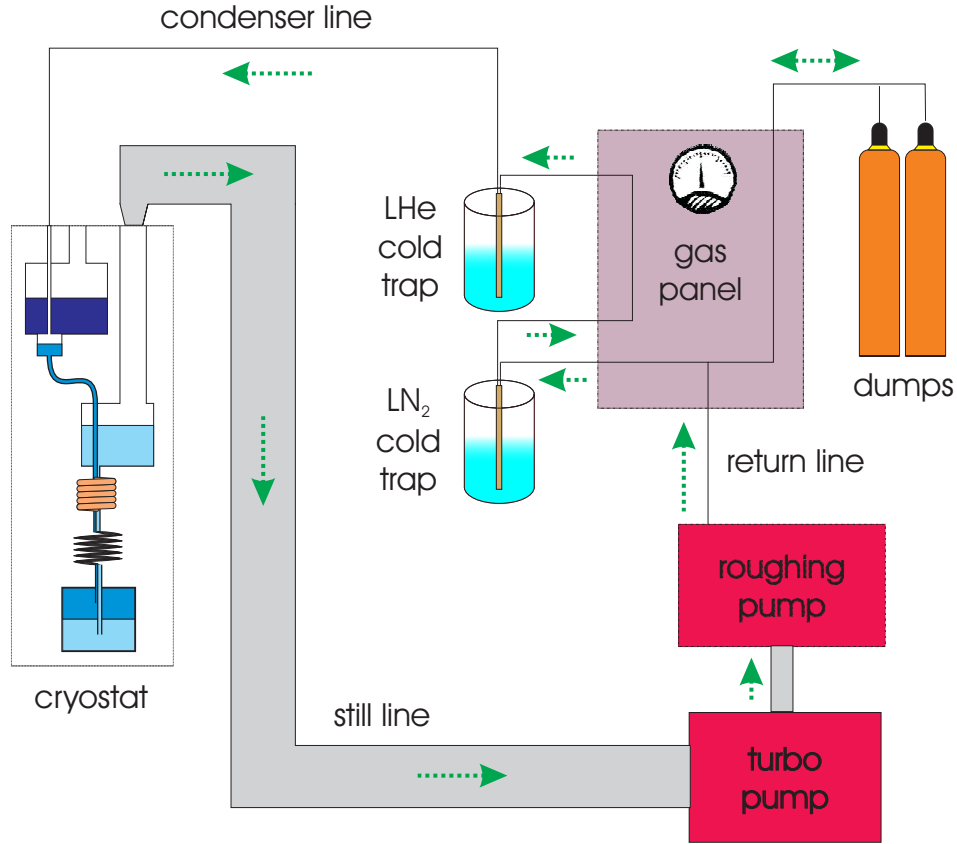 condenser line
LHe
cold
trap
gas
panel
dumps
LN₂
cold
trap
return line
roughing
pump
cryostat
still line
turbo
pump